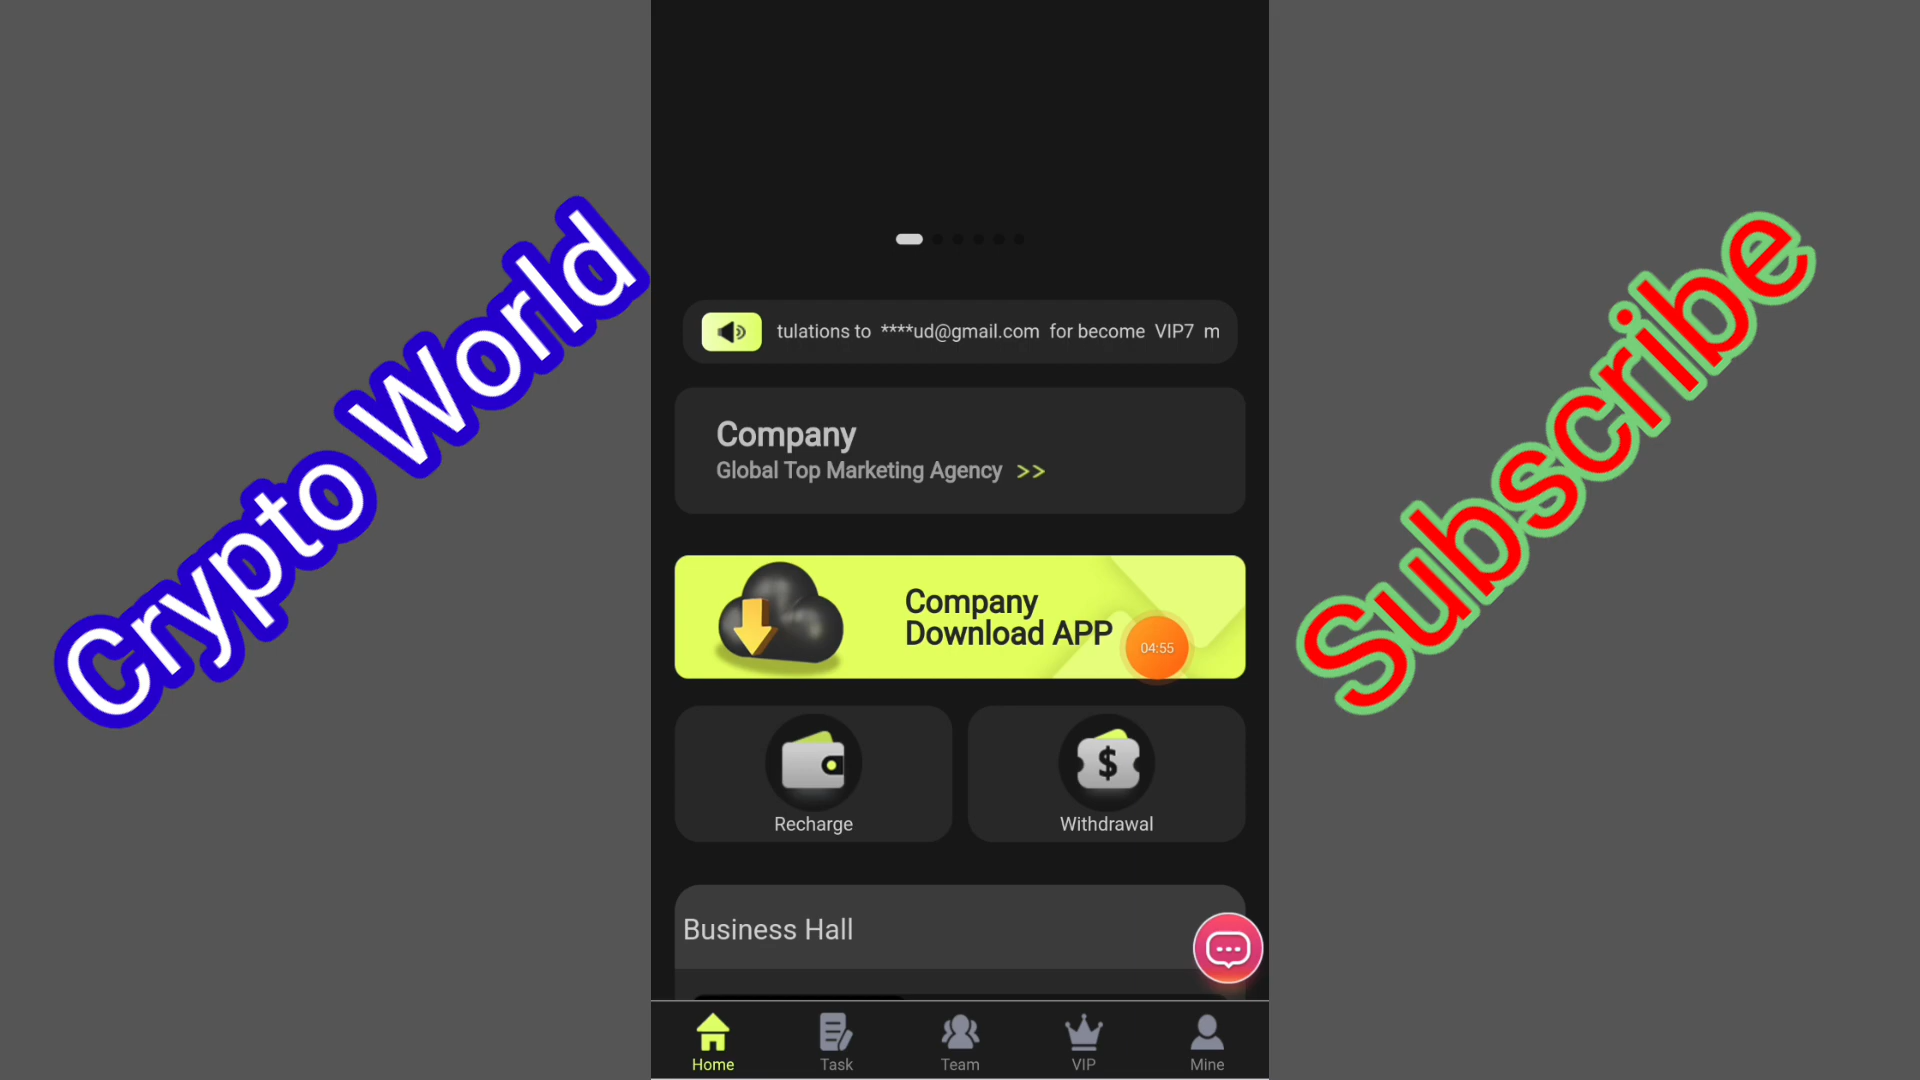 Crypto World
Subscribe
tulations to ****ud@gmail.com for become VIP7 m
Company
Global Top Marketing Agency >>
Company
Download APP
04:55
$
Recharge
Withdrawal
Business Hall
Home
Task
Team
VIP
Mine